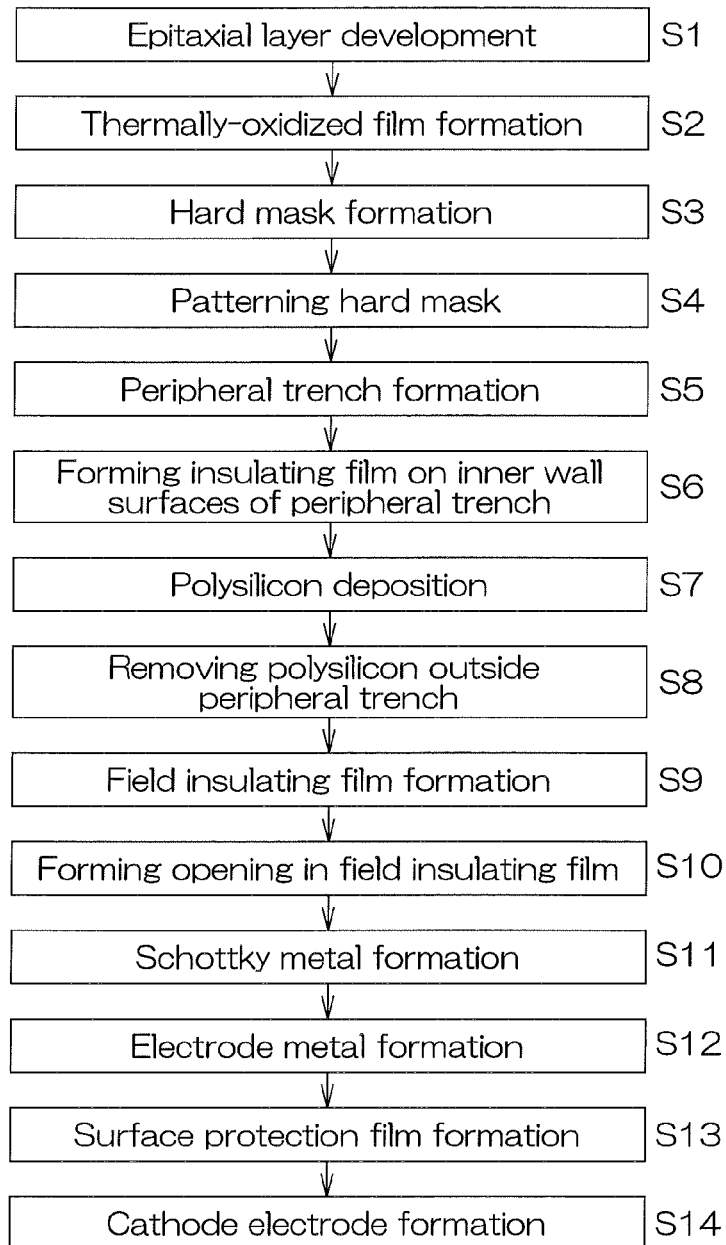 Epitaxial layer development S1
Thermally-oxidized film formation S2
Hard mask formation S3
Patterning hard mask S4
Peripheral trench formation S5
Forming insulating film on inner wall
surfaces of peripheral trench S6
Polysilicon deposition S7
Removing polysilicon outside
peripheral trench S8
Field insulating film formation S9
Forming opening in field insulating film S10
Schottky metal formation S11
Electrode metal formation S12
Surface protection film formation S13
Cathode electrode formation S14